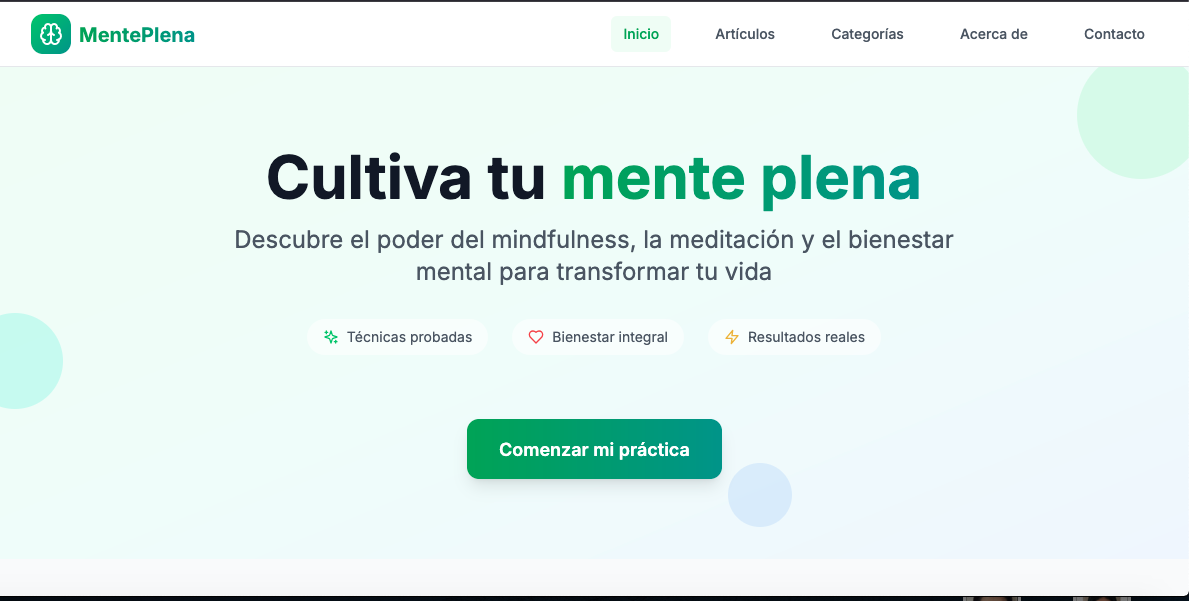 MentePlena
Inicio
Artículos
Categorías
Acerca de
Contacto
Cultiva tu mente plena
Descubre el poder del mindfulness, la meditación y el bienestar
mental para transformar tu vida
Técnicas probadas
Bienestar integral
Resultados reales
Comenzar mi práctica